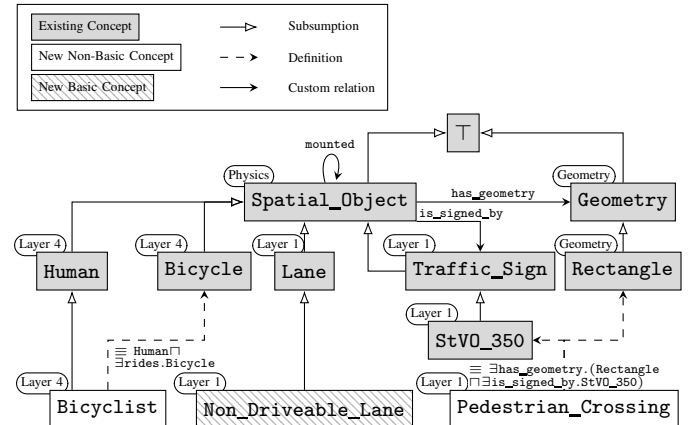 Existing Concept
Subsumption
New Non-Basic Concept
Definition
New Basic Concept
Custom relation
⊤
mounted
Physics
Geometry
Spatial_Object
has_geometry
Geometry
is_signed_by
Layer 4
Layer 4
Layer 1
Layer 1
Geometry
Human
Bicycle
Lane
Traffic_Sign
Rectangle
Layer 1
StVO_350
≡ Human⊓
∃rides.Bicycle
≡ ∃has_geometry.(Rectangle
⊓∃is_signed_by.StVO_350)
Layer 4
Layer 1
Layer 1
Bicyclist
Non_Driveable_Lane
Pedestrian_Crossing